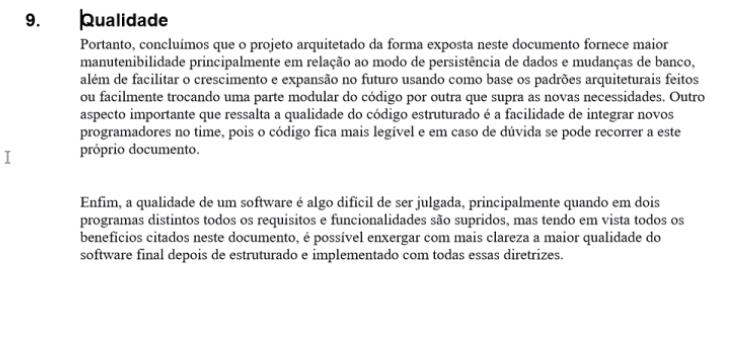 9. Qualidade
Portanto, concluímos que o projeto arquitetado da forma exposta neste documento fornece maior
manutenibilidade principalmente em relação ao modo de persistência de dados e mudanças de banco,
além de facilitar o crescimento e expansão no futuro usando como base os padrões arquiteturais feitos
ou facilmente trocando uma parte modular do código por outra que supra as novas necessidades. Outro
aspecto importante que ressalta a qualidade do código estruturado é a facilidade de integrar novos
programadores no time, pois o código fica mais legível e em caso de dúvida se pode recorrer a este
próprio documento.
Enfim, a qualidade de um software é algo difícil de ser julgada, principalmente quando em dois
programas distintos todos os requisitos e funcionalidades são supridos, mas tendo em vista todos os
benefícios citados neste documento, é possível enxergar com mais clareza a maior qualidade do
software final depois de estruturado e implementado com todas essas diretrizes.